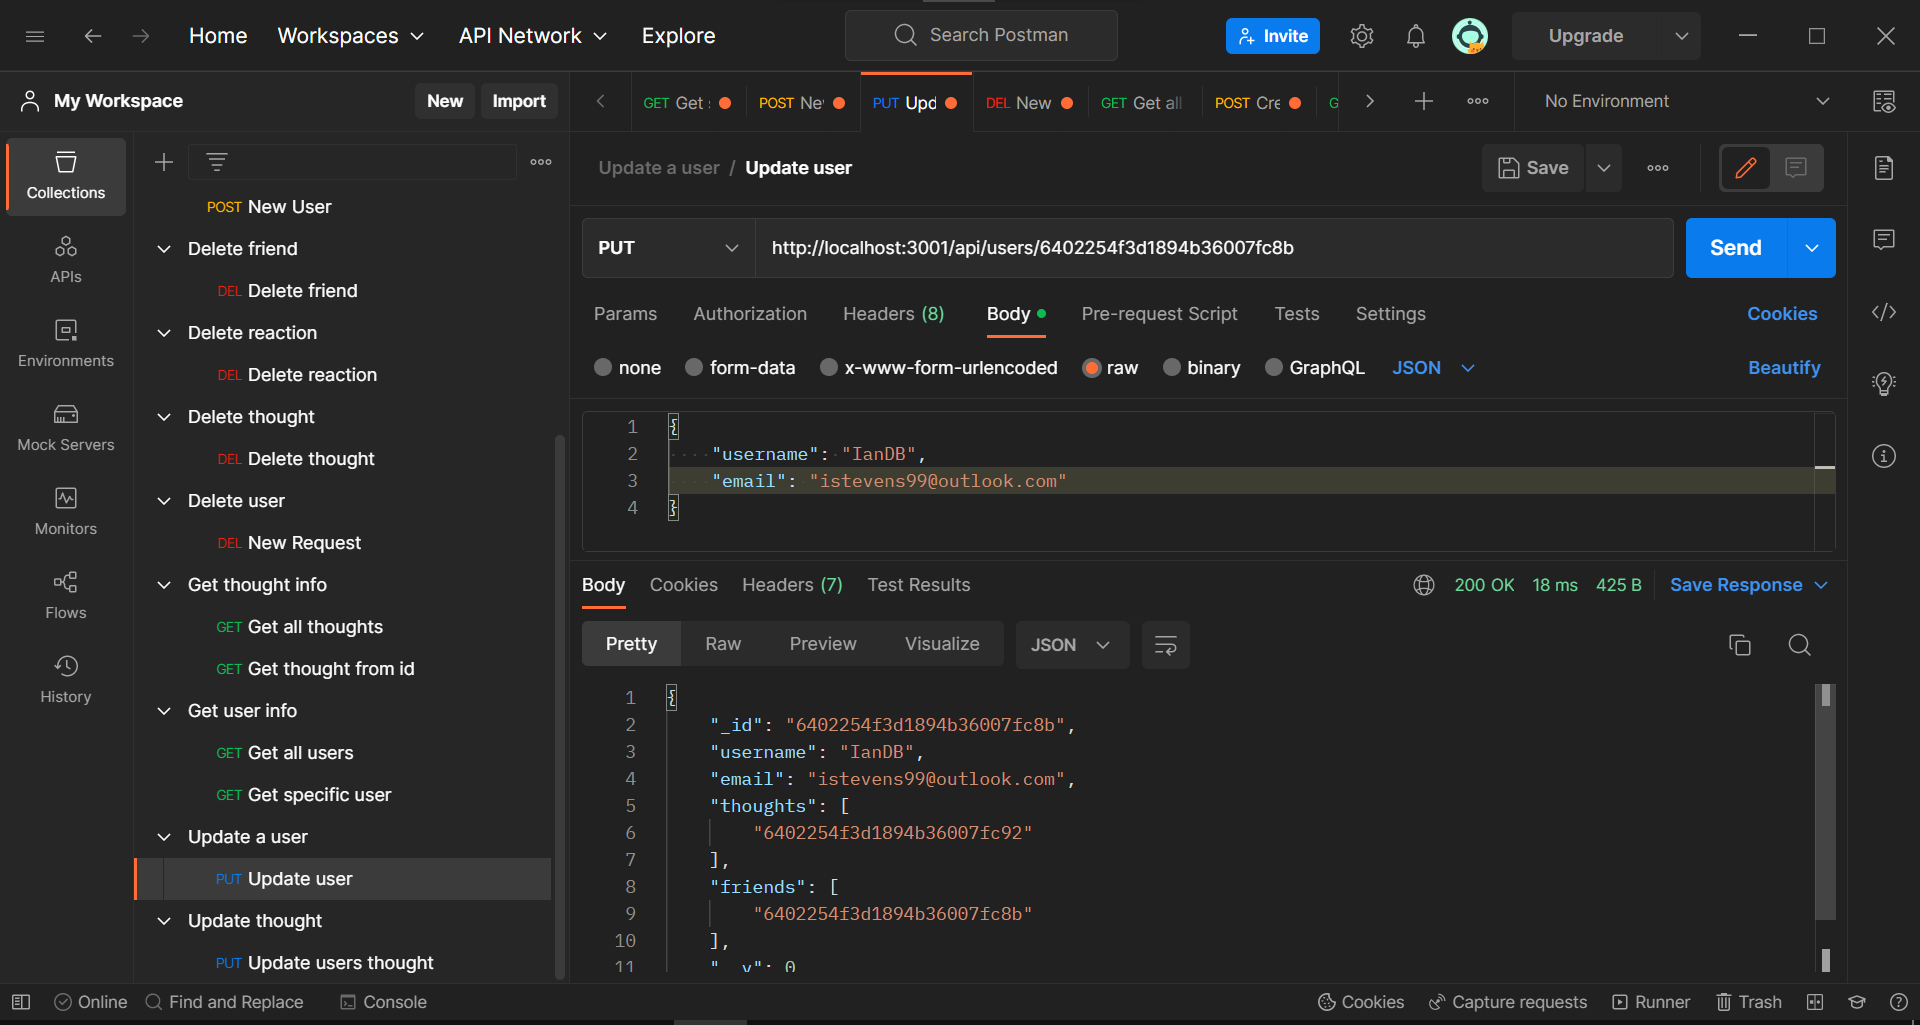 Home Workspaces API Network Explore Search Postman Invite Upgrade
My Workspace New Import
GET Get POST Ne PUT Upd DEL New GET Get all POST Cre G No Environment
Collections
APIs
Environments
Mock Servers
Monitors
Flows
History
POST New User
Delete friend
DEL Delete friend
Delete reaction
DEL Delete reaction
Delete thought
DEL Delete thought
Delete user
DEL New Request
Get thought info
GET Get all thoughts
GET Get thought from id
Get user info
GET Get all users
GET Get specific user
Update a user
PUT Update user
Update thought
PUT Update users thought
Update a user / Update user Save
PUT http://localhost:3001/api/users/6402254f3d1894b36007fc8b Send
Params Authorization Headers (8) Body Pre-request Script Tests Settings Cookies
none form-data x-www-form-urlencoded raw binary GraphQL JSON Beautify
1 {
2 "username": "IanDB",
3 "email": "istevens99@outlook.com"
4 }
Body Cookies Headers (7) Test Results 200 OK 18 ms 425 B Save Response
Pretty Raw Preview Visualize JSON
1 {
2 "_id": "6402254f3d1894b36007fc8b",
3 "username": "IanDB",
4 "email": "istevens99@outlook.com",
5 "thoughts": [
6 "6402254f3d1894b36007fc92"
7 ],
8 "friends": [
9 "6402254f3d1894b36007fc8b"
10 ],
11 "__v": 0
Online Find and Replace Console Cookies Capture requests Runner Trash